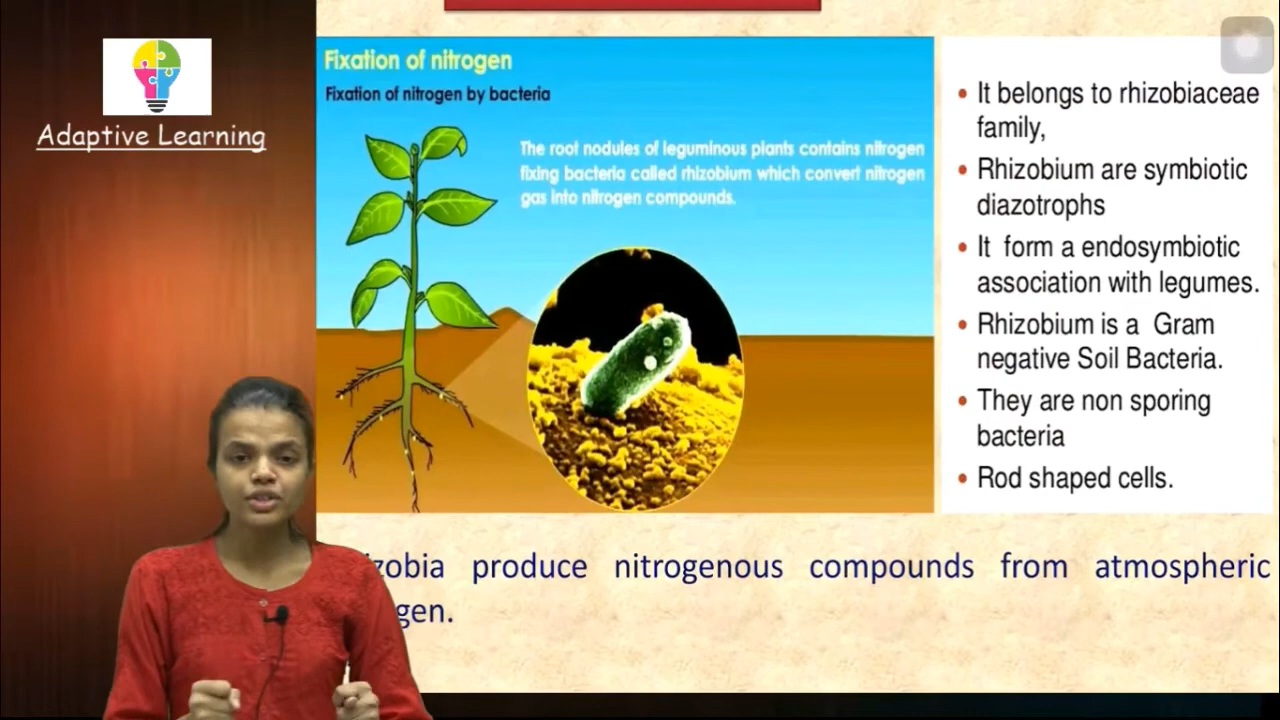 Adaptive Learning
Fixation of nitrogen
Fixation of nitrogen by bacteria
The root nodules of leguminous plants contains nitrogen
fixing bacteria called rhizobium which convert nitrogen
gas into nitrogen compounds.
• It belongs to rhizobiaceae
family,
• Rhizobium are symbiotic
diazotrophs
• It form a endosymbiotic
association with legumes.
• Rhizobium is a Gram
negative Soil Bacteria.
• They are non sporing
bacteria
• Rod shaped cells.
produce nitrogenous compounds from atmospheric